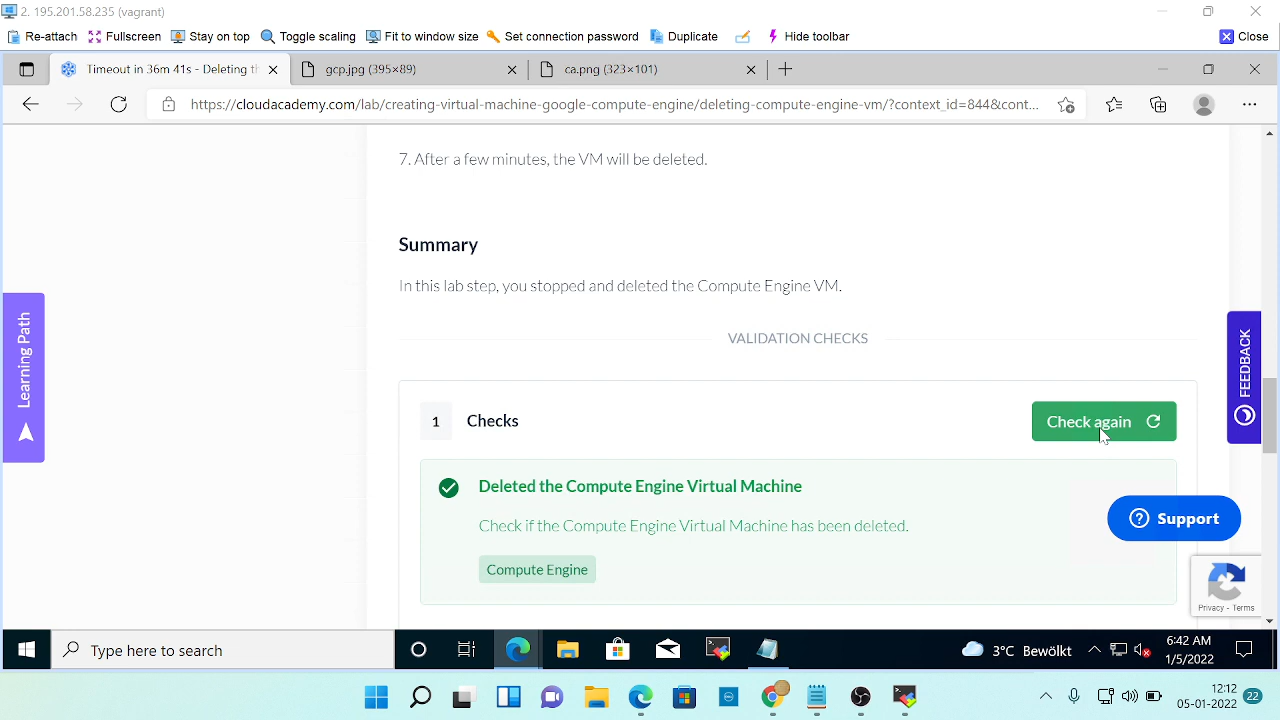 2. 195.201.58.235 (vagrant)
Re-attach Fullscreen Stay on top Toggle scaling Fit to window size Set connection password Duplicate Hide toolbar Close
Timeout in 36m 41s - Deleting th gcp.jpg (395×89) ca.png (323×101)
https://cloudacademy.com/lab/creating-virtual-machine-google-compute-engine/deleting-compute-engine-vm/?context_id=844&cont...
7. After a few minutes, the VM will be deleted.
Summary
In this lab step, you stopped and deleted the Compute Engine VM.
Learning Path
FEEDBACK
VALIDATION CHECKS
1 Checks Check again
Deleted the Compute Engine Virtual Machine
Check if the Compute Engine Virtual Machine has been deleted.
Support
Compute Engine
Privacy - Terms
Type here to search 3°C Bewölkt 6:42 AM
1/5/2022
12:12
05-01-2022 22